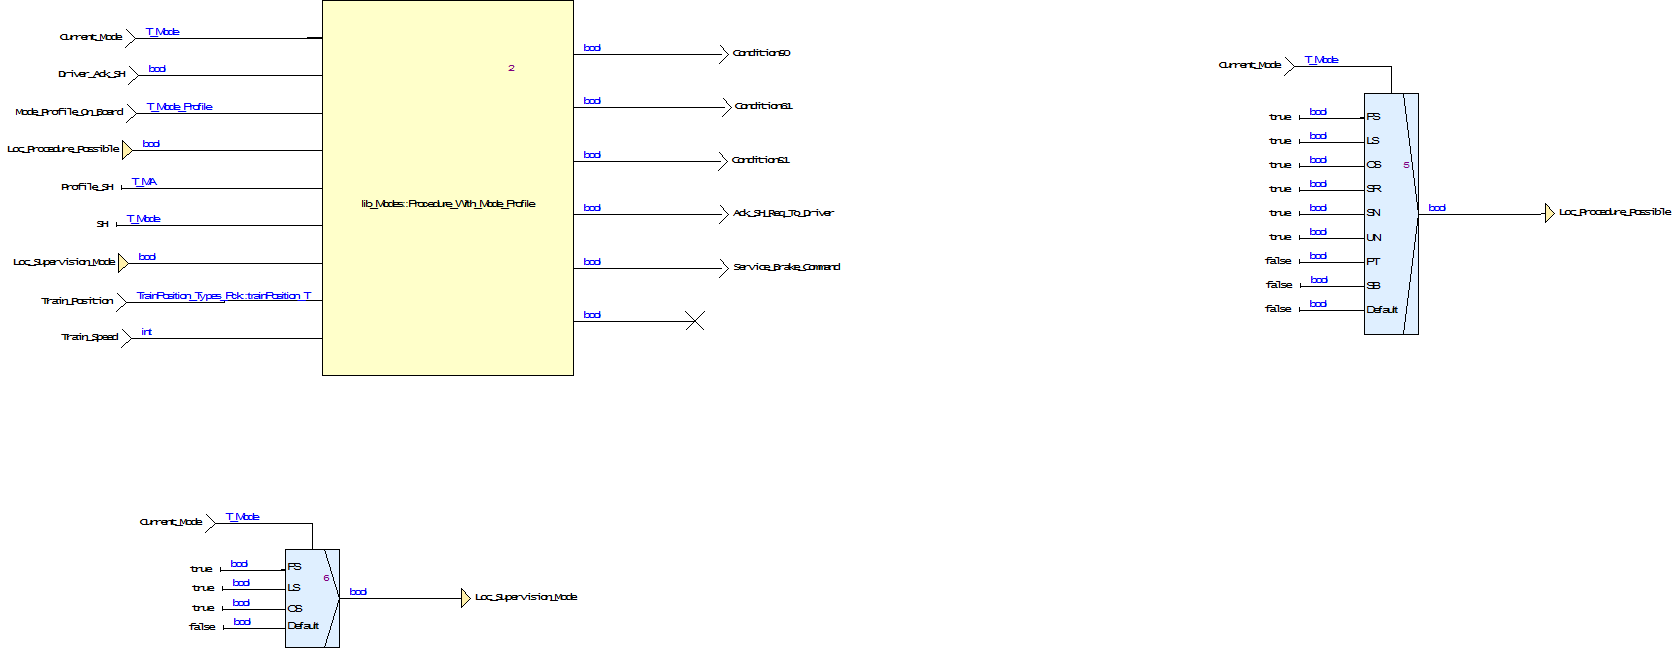 Current_Mode T_Mode
Driver_Ack_SH bool
Mode_Profile_On_Board T_Mode_Profile
Loc_Procedure_Possible bool
Profile_SH T_MA
SH T_Mode
Loc_Supervision_Mode bool
Train_Position TrainPosition_Types_Pck::trainPosition_T
Train_Speed int
2
lib_Modes::Procedure_With_Mode_Profile
bool Condition50
bool
bool
bool Ack_SH_Req_To_Driver
bool Service_Brake_Command
bool
Current_Mode T_Mode
5
true bool FS
true bool LS
true bool OS
true bool SR
true bool SN
true bool UN
false bool PT
false bool SB
false bool Default
bool Loc_Procedure_Possible
Current_Mode T_Mode
6
true bool FS
true bool LS
true bool OS
false bool Default
bool Loc_Supervision_Mode